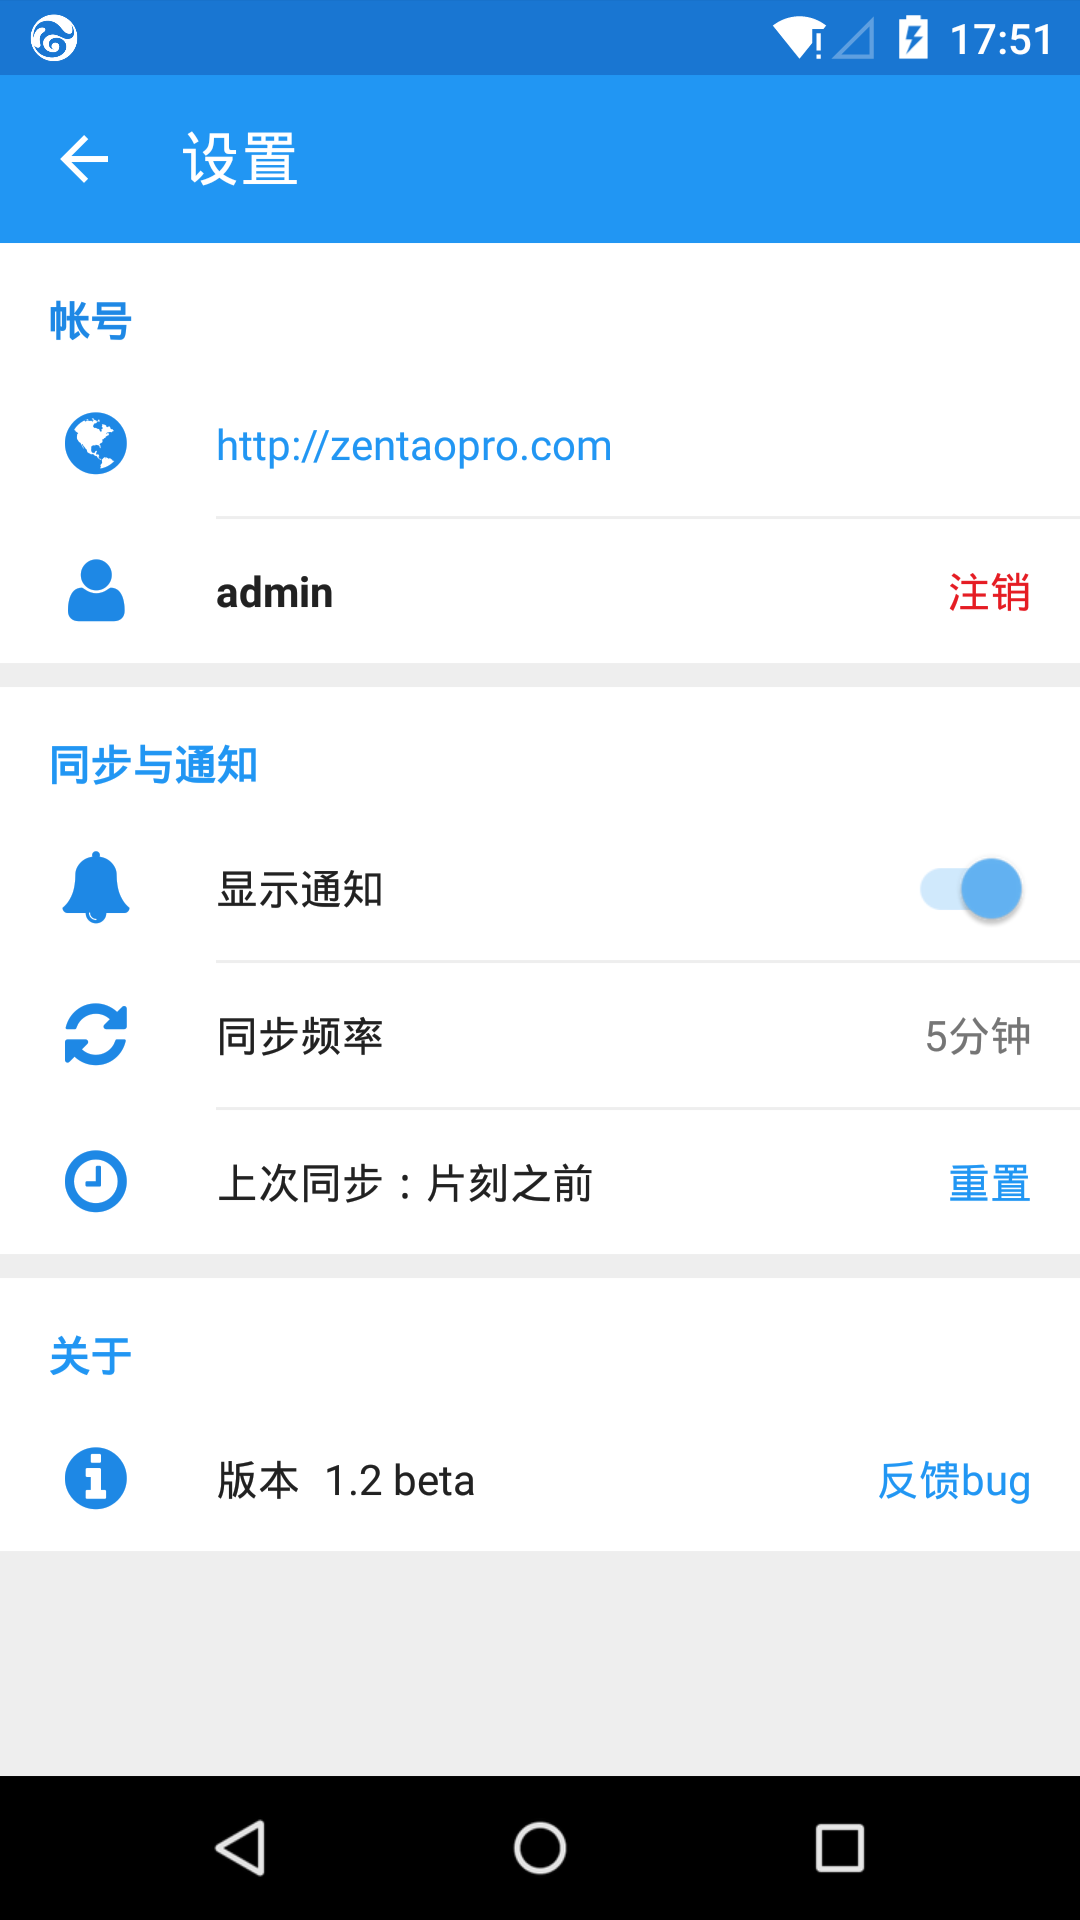 17:51
设置
帐号
http://zentaopro.com
admin 注销
同步与通知
显示通知
同步频率 5分钟
上次同步：片刻之前 重置
关于
版本 1.2 beta 反馈bug